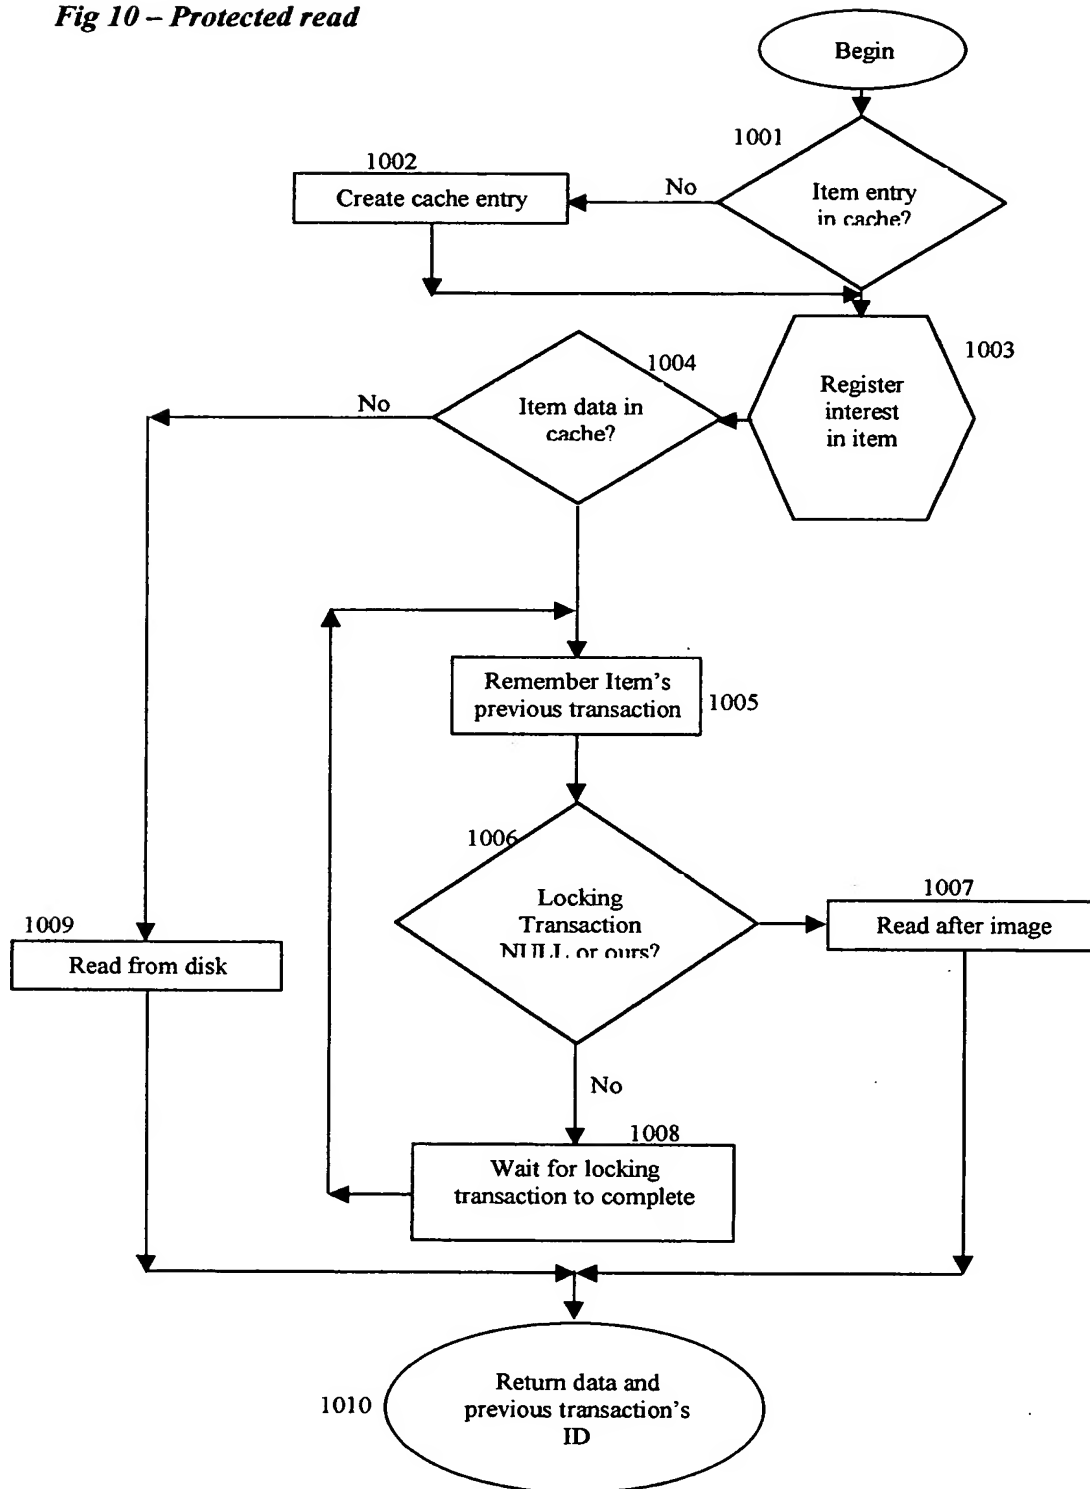 Fig 10 – Protected read
Begin
1001
Item entry
in cache?
No
1002
Create cache entry
1003
Register
interest
in item
1004
Item data in
cache?
No
Remember Item's
previous transaction
1005
1006
Locking
Transaction
NULL or ours?
1007
Read after image
1009
Read from disk
No
1008
Wait for locking
transaction to complete
1010
Return data and
previous transaction's
ID